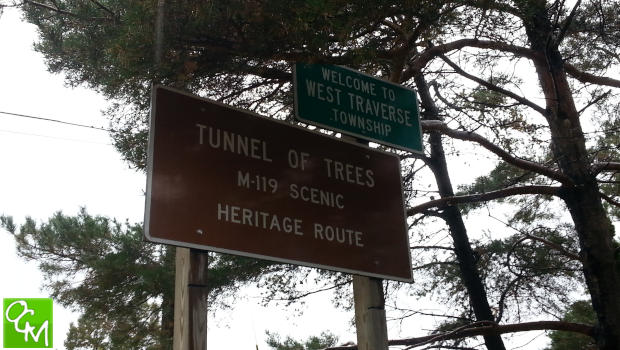 WELCOME TO
WEST TRAVERSE
TOWNSHIP
TUNNEL OF TREES
M-119 SCENIC
HERITAGE ROUTE
OCM